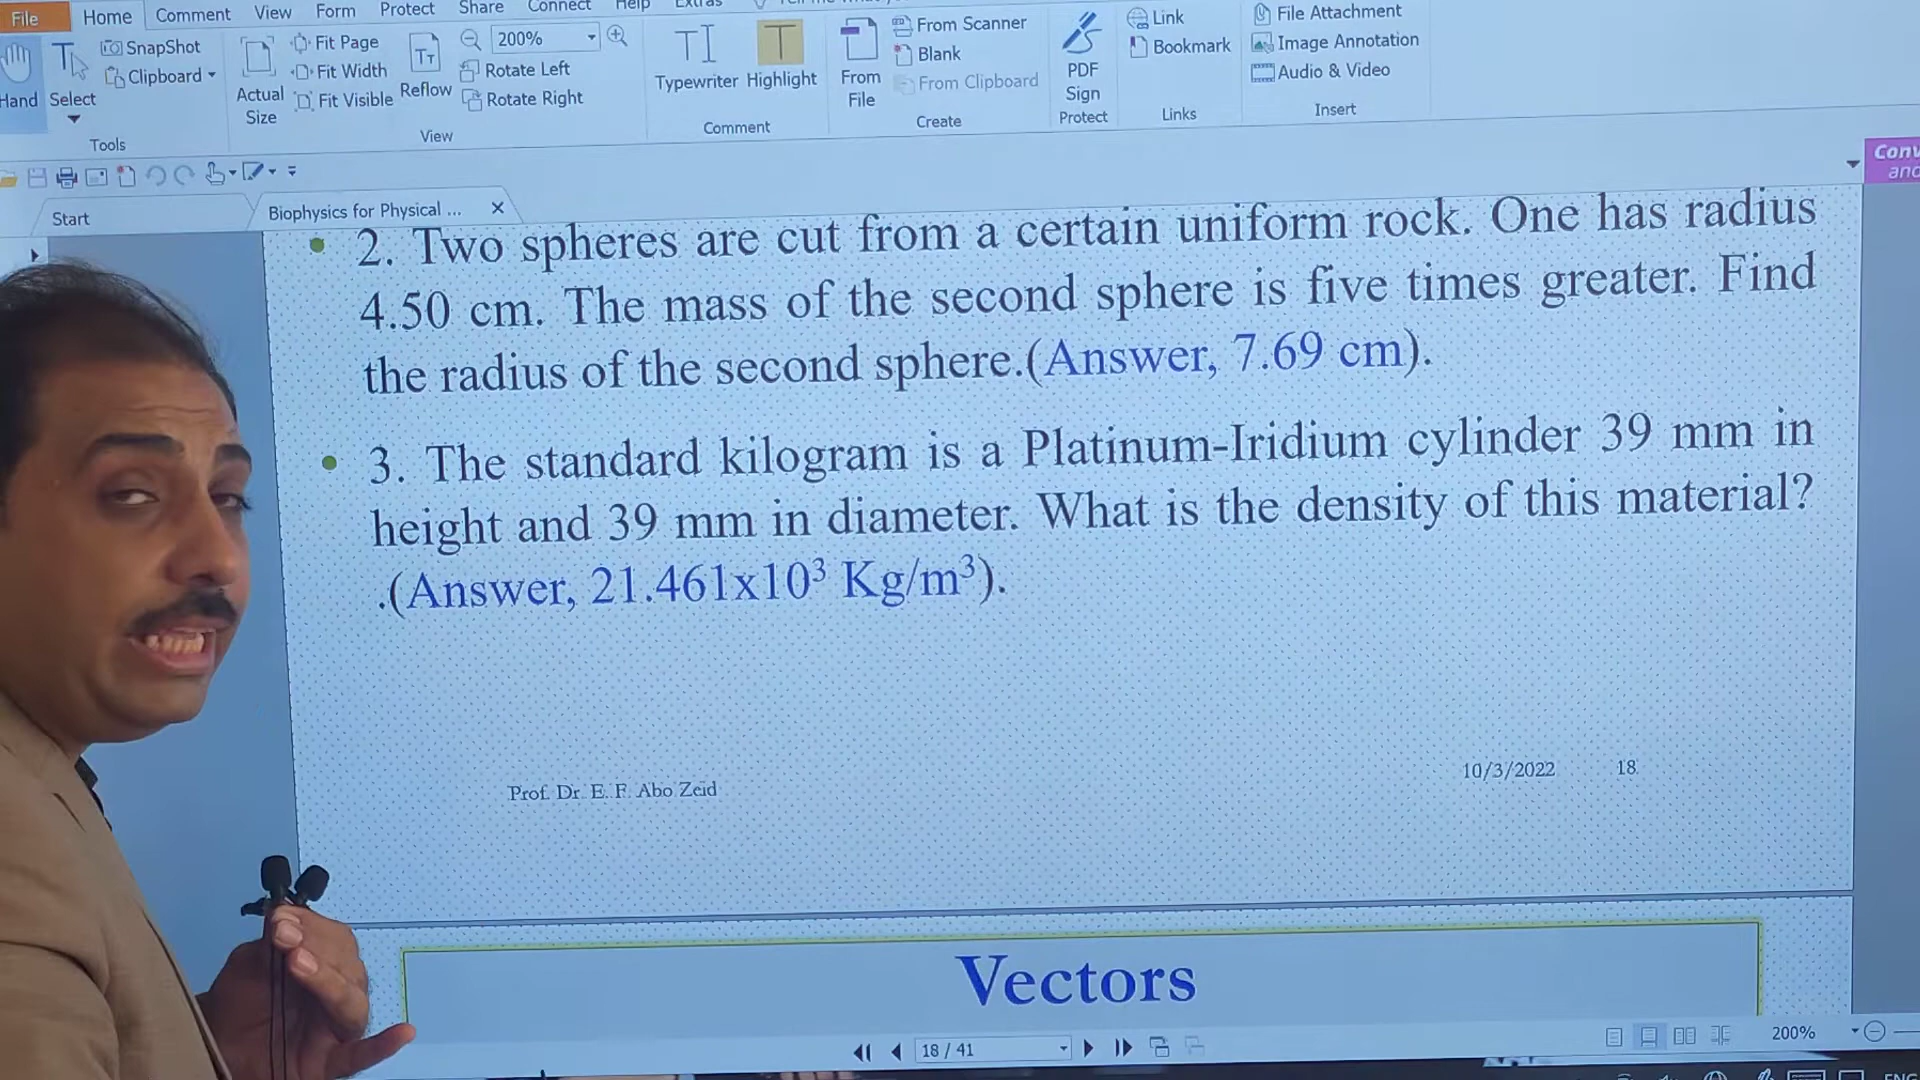 File
Home
Comment
View
Form
Protect
Share
Connect
Help
Extras
Hand
Select
SnapShot
Clipboard
Tools
Actual
Size
Fit Page
Fit Width
Fit Visible
Reflow
200%
Rotate Left
Rotate Right
View
Typewriter
Highlight
Comment
From
File
From Scanner
Blank
From Clipboard
Create
PDF
Sign
Protect
Link
Bookmark
Links
File Attachment
Image Annotation
Audio & Video
Insert
Start
Biophysics for Physical ...
• 2. Two spheres are cut from a certain uniform rock. One has radius
4.50 cm. The mass of the second sphere is five times greater. Find
the radius of the second sphere.(Answer, 7.69 cm).
• 3. The standard kilogram is a Platinum-Iridium cylinder 39 mm in
height and 39 mm in diameter. What is the density of this material?
.(Answer, 21.461x10³ Kg/m³).
Prof. Dr. E. F. Abo Zeid
10/3/2022
18
Vectors
18 / 41
200%